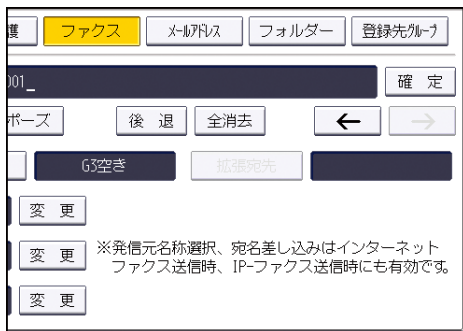 護 ファクス メールアドレス フォルダー 登録先グループ
001_ 確 定
ポーズ 後 退 全消去 ← →
G3空き 拡張宛先
変 更
変 更 ※発信元名称選択、宛名差し込みはインターネット
ファクス送信時、IP-ファクス送信時にも有効です。
変 更